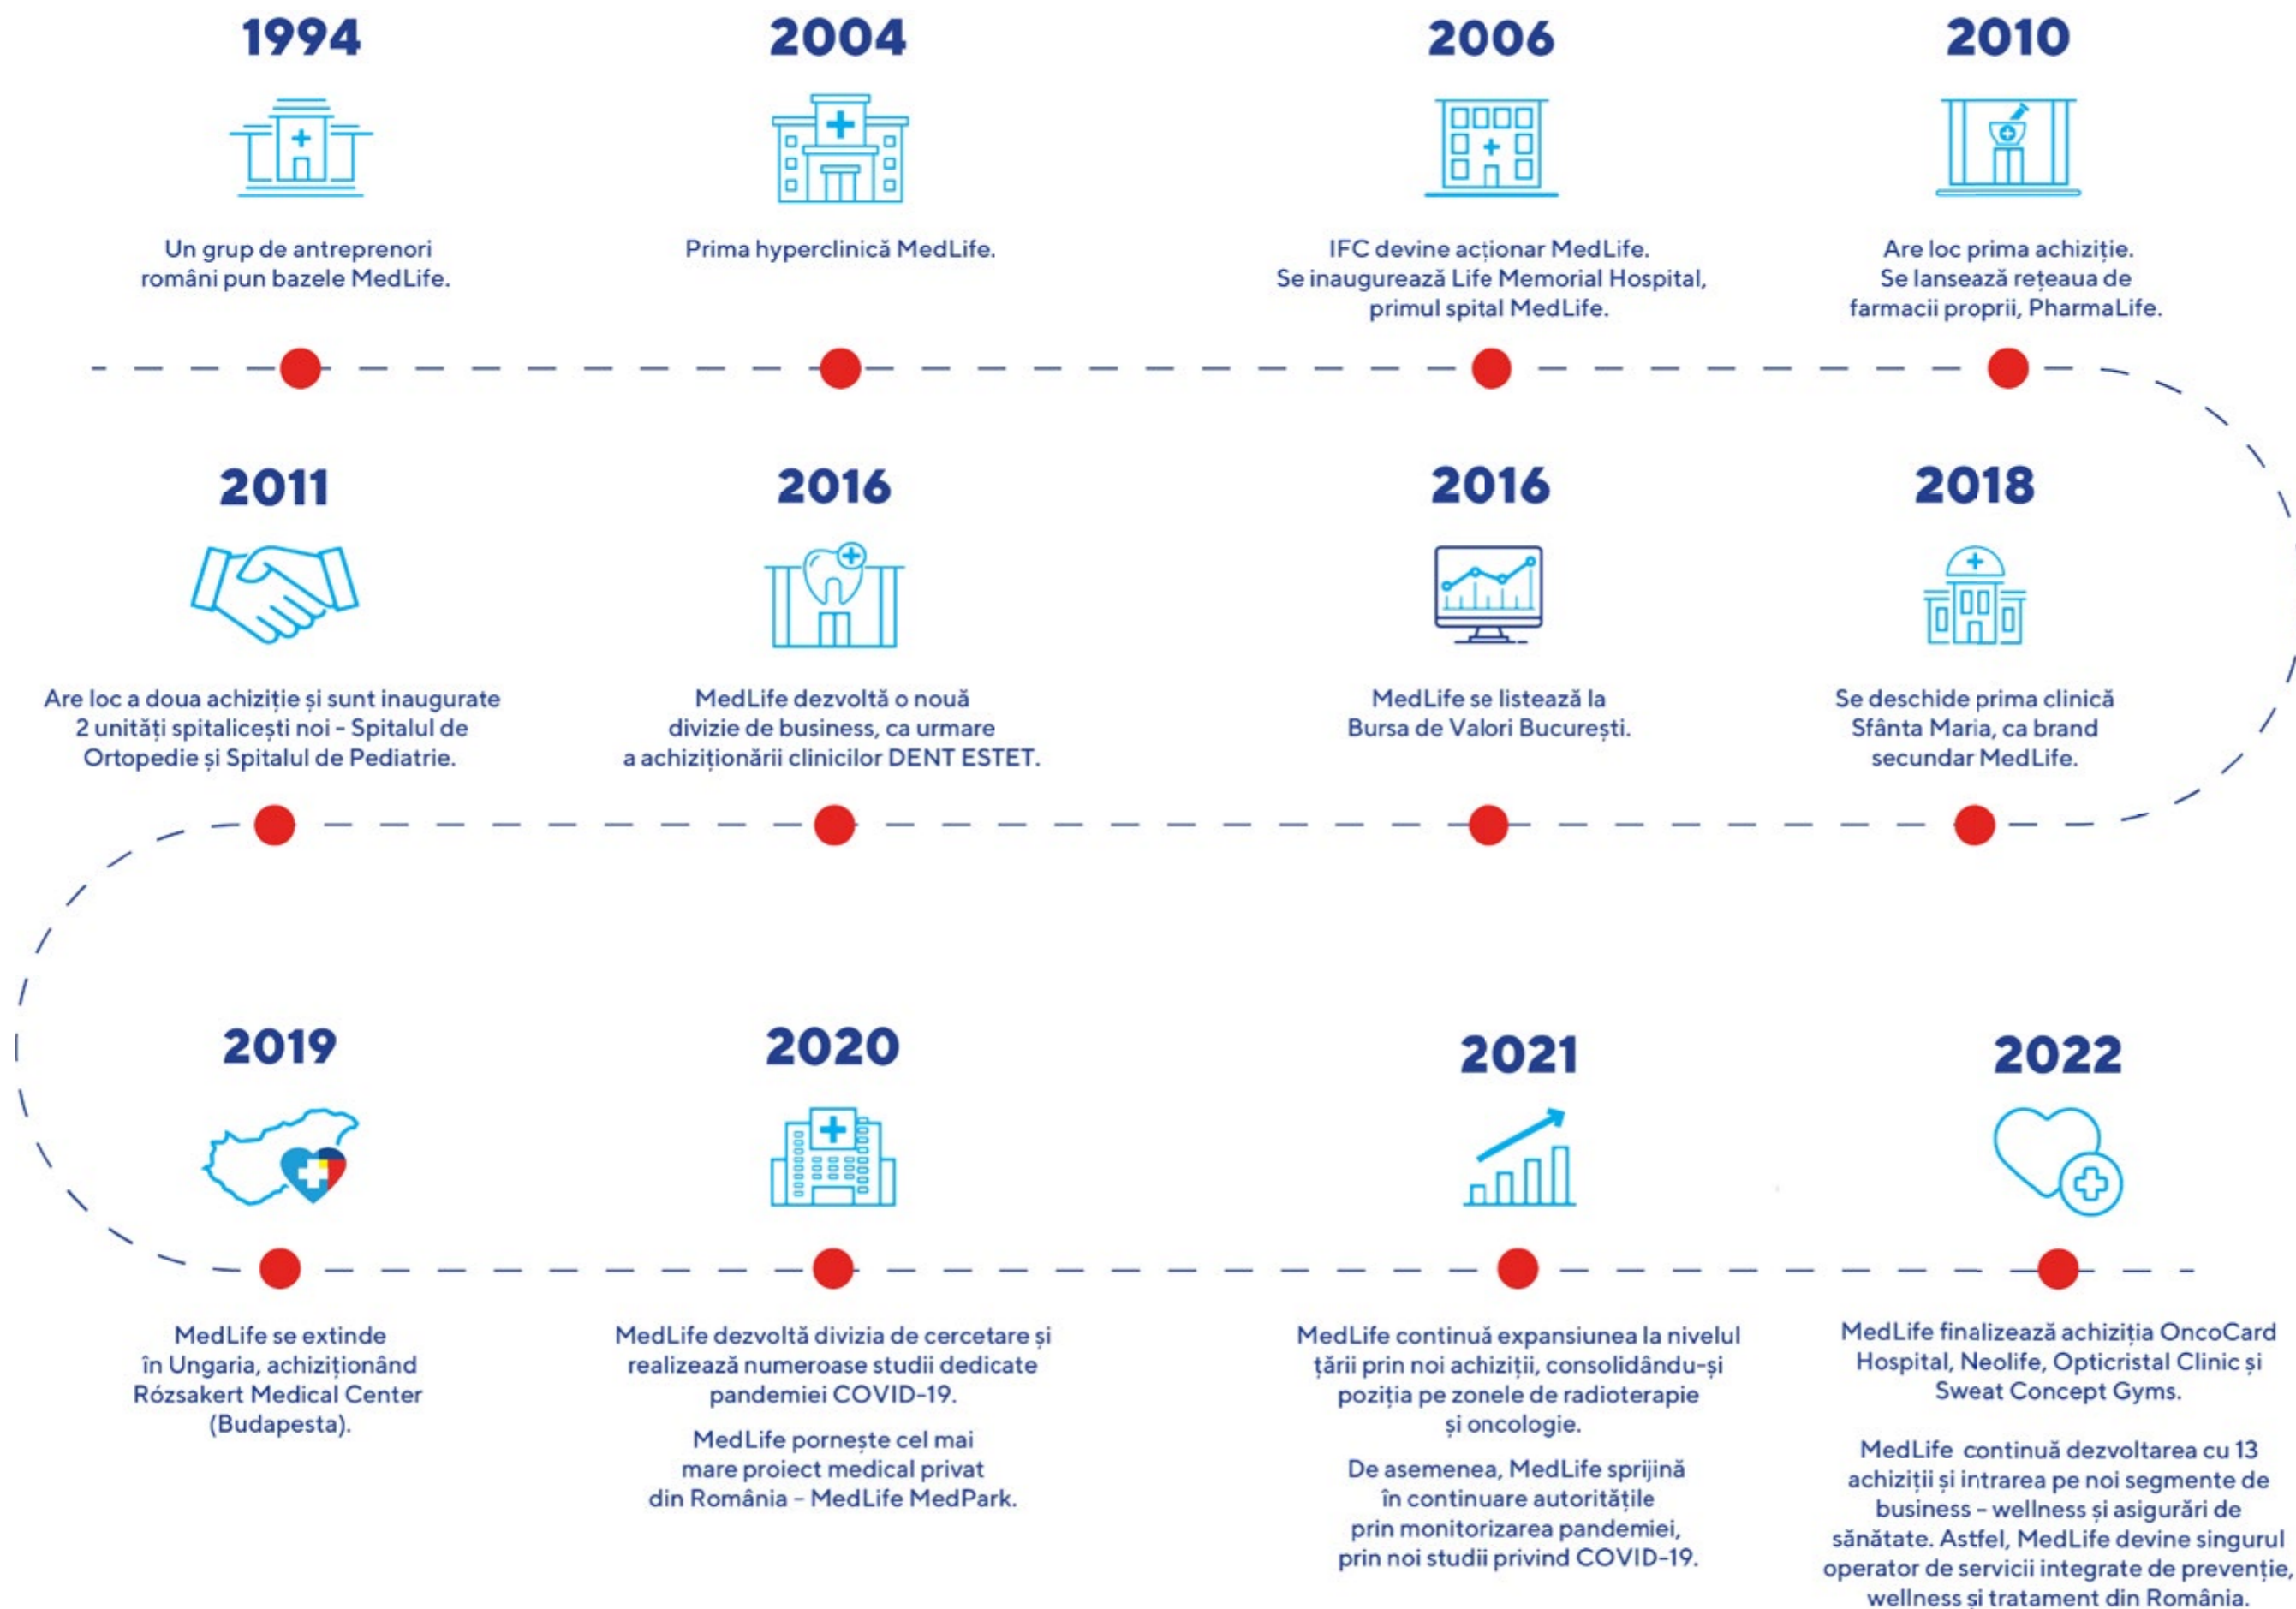 1994
Un grup de antreprenori
români pun bazele MedLife.
2004
Prima hyperclinică MedLife.
2006
IFC devine acționar MedLife.
Se inaugurează Life Memorial Hospital,
primul spital MedLife.
2010
Are loc prima achiziție.
Se lansează rețeaua de
farmacii proprii, PharmaLife.
2011
Are loc a doua achiziție și sunt inaugurate
2 unități spitalicești noi – Spitalul de
Ortopedie și Spitalul de Pediatrie.
2016
MedLife dezvoltă o nouă
divizie de business, ca urmare
a achiziționării clinicilor DENT ESTET.
2016
MedLife se listează la
Bursa de Valori București.
2018
Se deschide prima clinică
Sfânta Maria, ca brand
secundar MedLife.
2019
MedLife se extinde
în Ungaria, achiziționând
Rózsakert Medical Center
(Budapesta).
2020
MedLife dezvoltă divizia de cercetare și
realizează numeroase studii dedicate
pandemiei COVID-19.
MedLife pornește cel mai
mare proiect medical privat
din România – MedLife MedPark.
2021
MedLife continuă expansiunea la nivelul
țării prin noi achiziții, consolidându-și
poziția pe zonele de radioterapie
și oncologie.
De asemenea, MedLife sprijină
în continuare autoritățile
prin monitorizarea pandemiei,
prin noi studii privind COVID-19.
2022
MedLife finalizează achiziția OncoCard
Hospital, Neolife, Opticristal Clinic și
Sweat Concept Gyms.
MedLife continuă dezvoltarea cu 13
achiziții și intrarea pe noi segmente de
business – wellness și asigurări de
sănătate. Astfel, MedLife devine singurul
operator de servicii integrate de prevenție,
wellness și tratament din România.